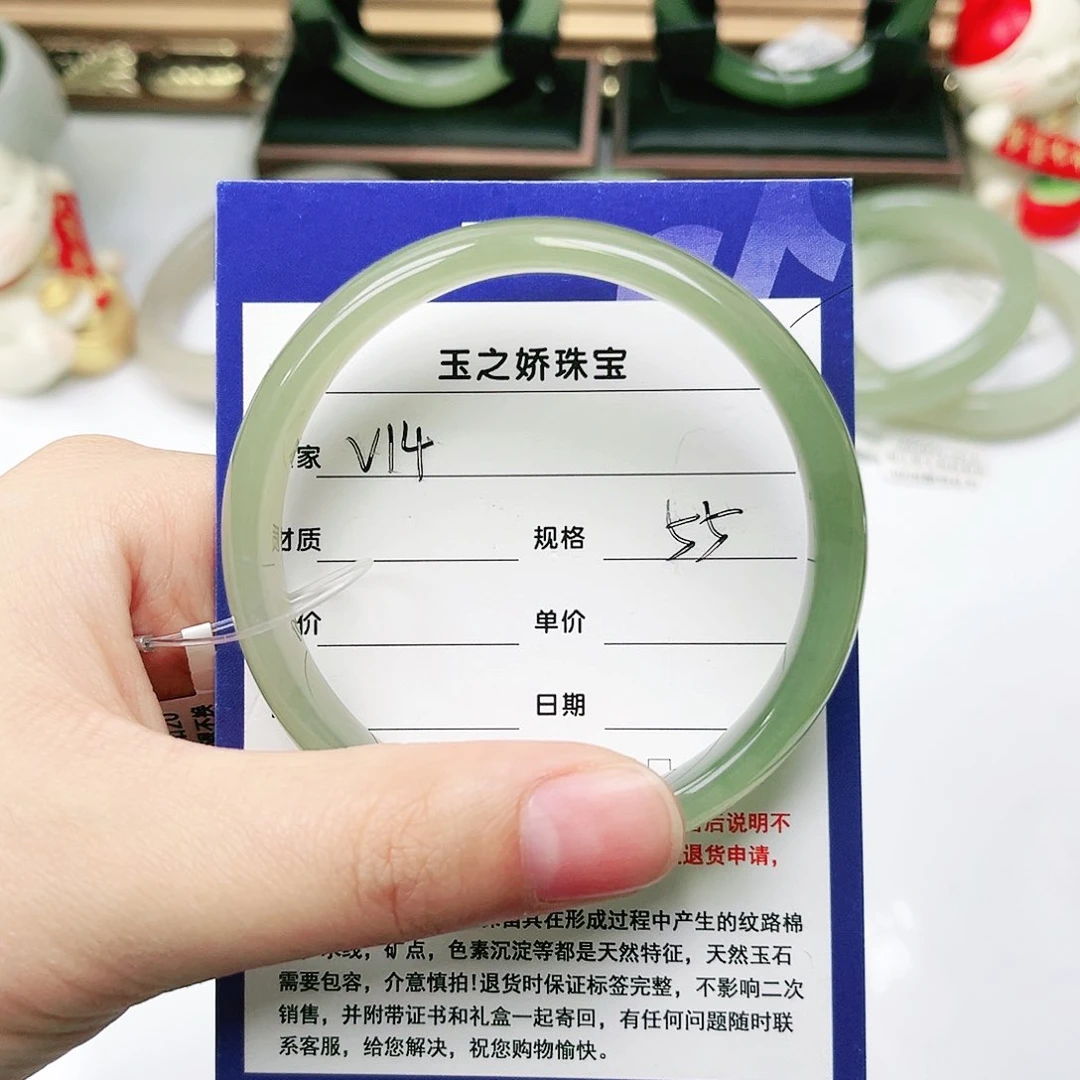 玉之娇珠宝
家 V14
材质 规格 55
价 单价
日期
后说明不
退货申请,
其在形成过程中产生的纹路棉
线，矿点，色素沉淀等都是天然特征，天然玉石
需要包容，介意慎拍!退货时保证标签完整，不影响二次
销售，并附带证书和礼盒一起寄回，有任何问题随时联
系客服，给您解决，祝您购物愉快。